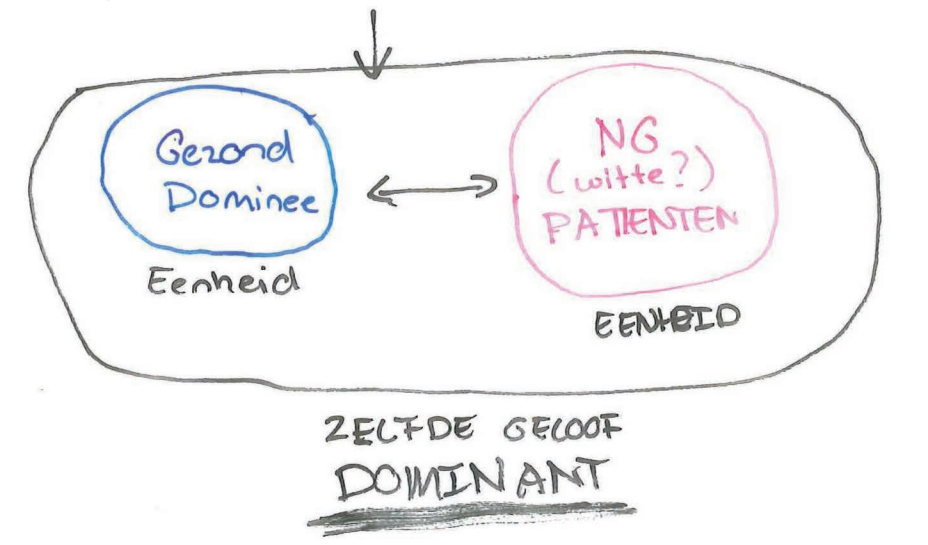 Gezond
Dominee
Eenheid
NG
(witte?)
PATIENTEN
EENHEID
ZELFDE GELOOF
DOMINANT